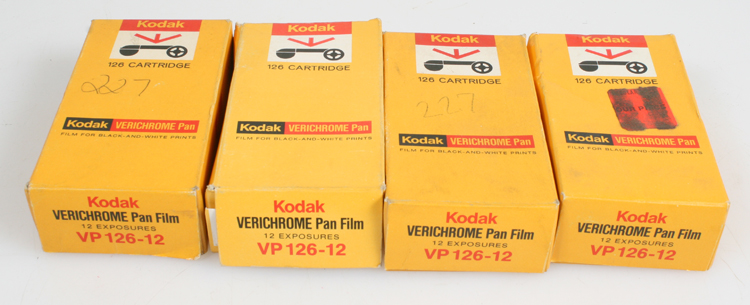 Kodak
126 CARTRIDGE
227
Kodak VERICHROME Pan
FILM FOR BLACK-AND-WHITE PRINTS
Kodak
VERICHROME Pan Film
12 EXPOSURES
VP 126-12
Kodak
126 CARTRIDGE
Kodak VERICHROME Pan
FILM FOR BLACK-AND-WHITE PRINTS
Kodak
VERICHROME Pan Film
12 EXPOSURES
VP 126-12
Kodak
126 CARTRIDGE
227
Kodak VERICHROME Pan
FILM FOR BLACK-AND-WHITE PRINTS
Kodak
VERICHROME Pan Film
12 EXPOSURES
VP 126-12
Kodak
126 CARTRIDGE
Kodak VERICHROME Pan
FILM FOR BLACK-AND-WHITE PRINTS
Kodak
VERICHROME Pan Film
12 EXPOSURES
VP 126-12